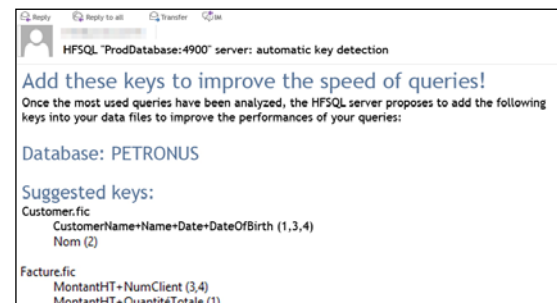 Reply Reply to all Transfer IM
HFSQL "ProdDatabase:4900" server: automatic key detection
Add these keys to improve the speed of queries!
Once the most used queries have been analyzed, the HFSQL server proposes to add the following
keys into your data files to improve the performances of your queries:
Database: PETRONUS
Suggested keys:
Customer.fic
CustomerName+Name+Date+DateOfBirth (1,3,4)
Nom (2)
Facture.fic
MontantHT+NumClient (3,4)
MontantHT+QuantitéTotale (1)